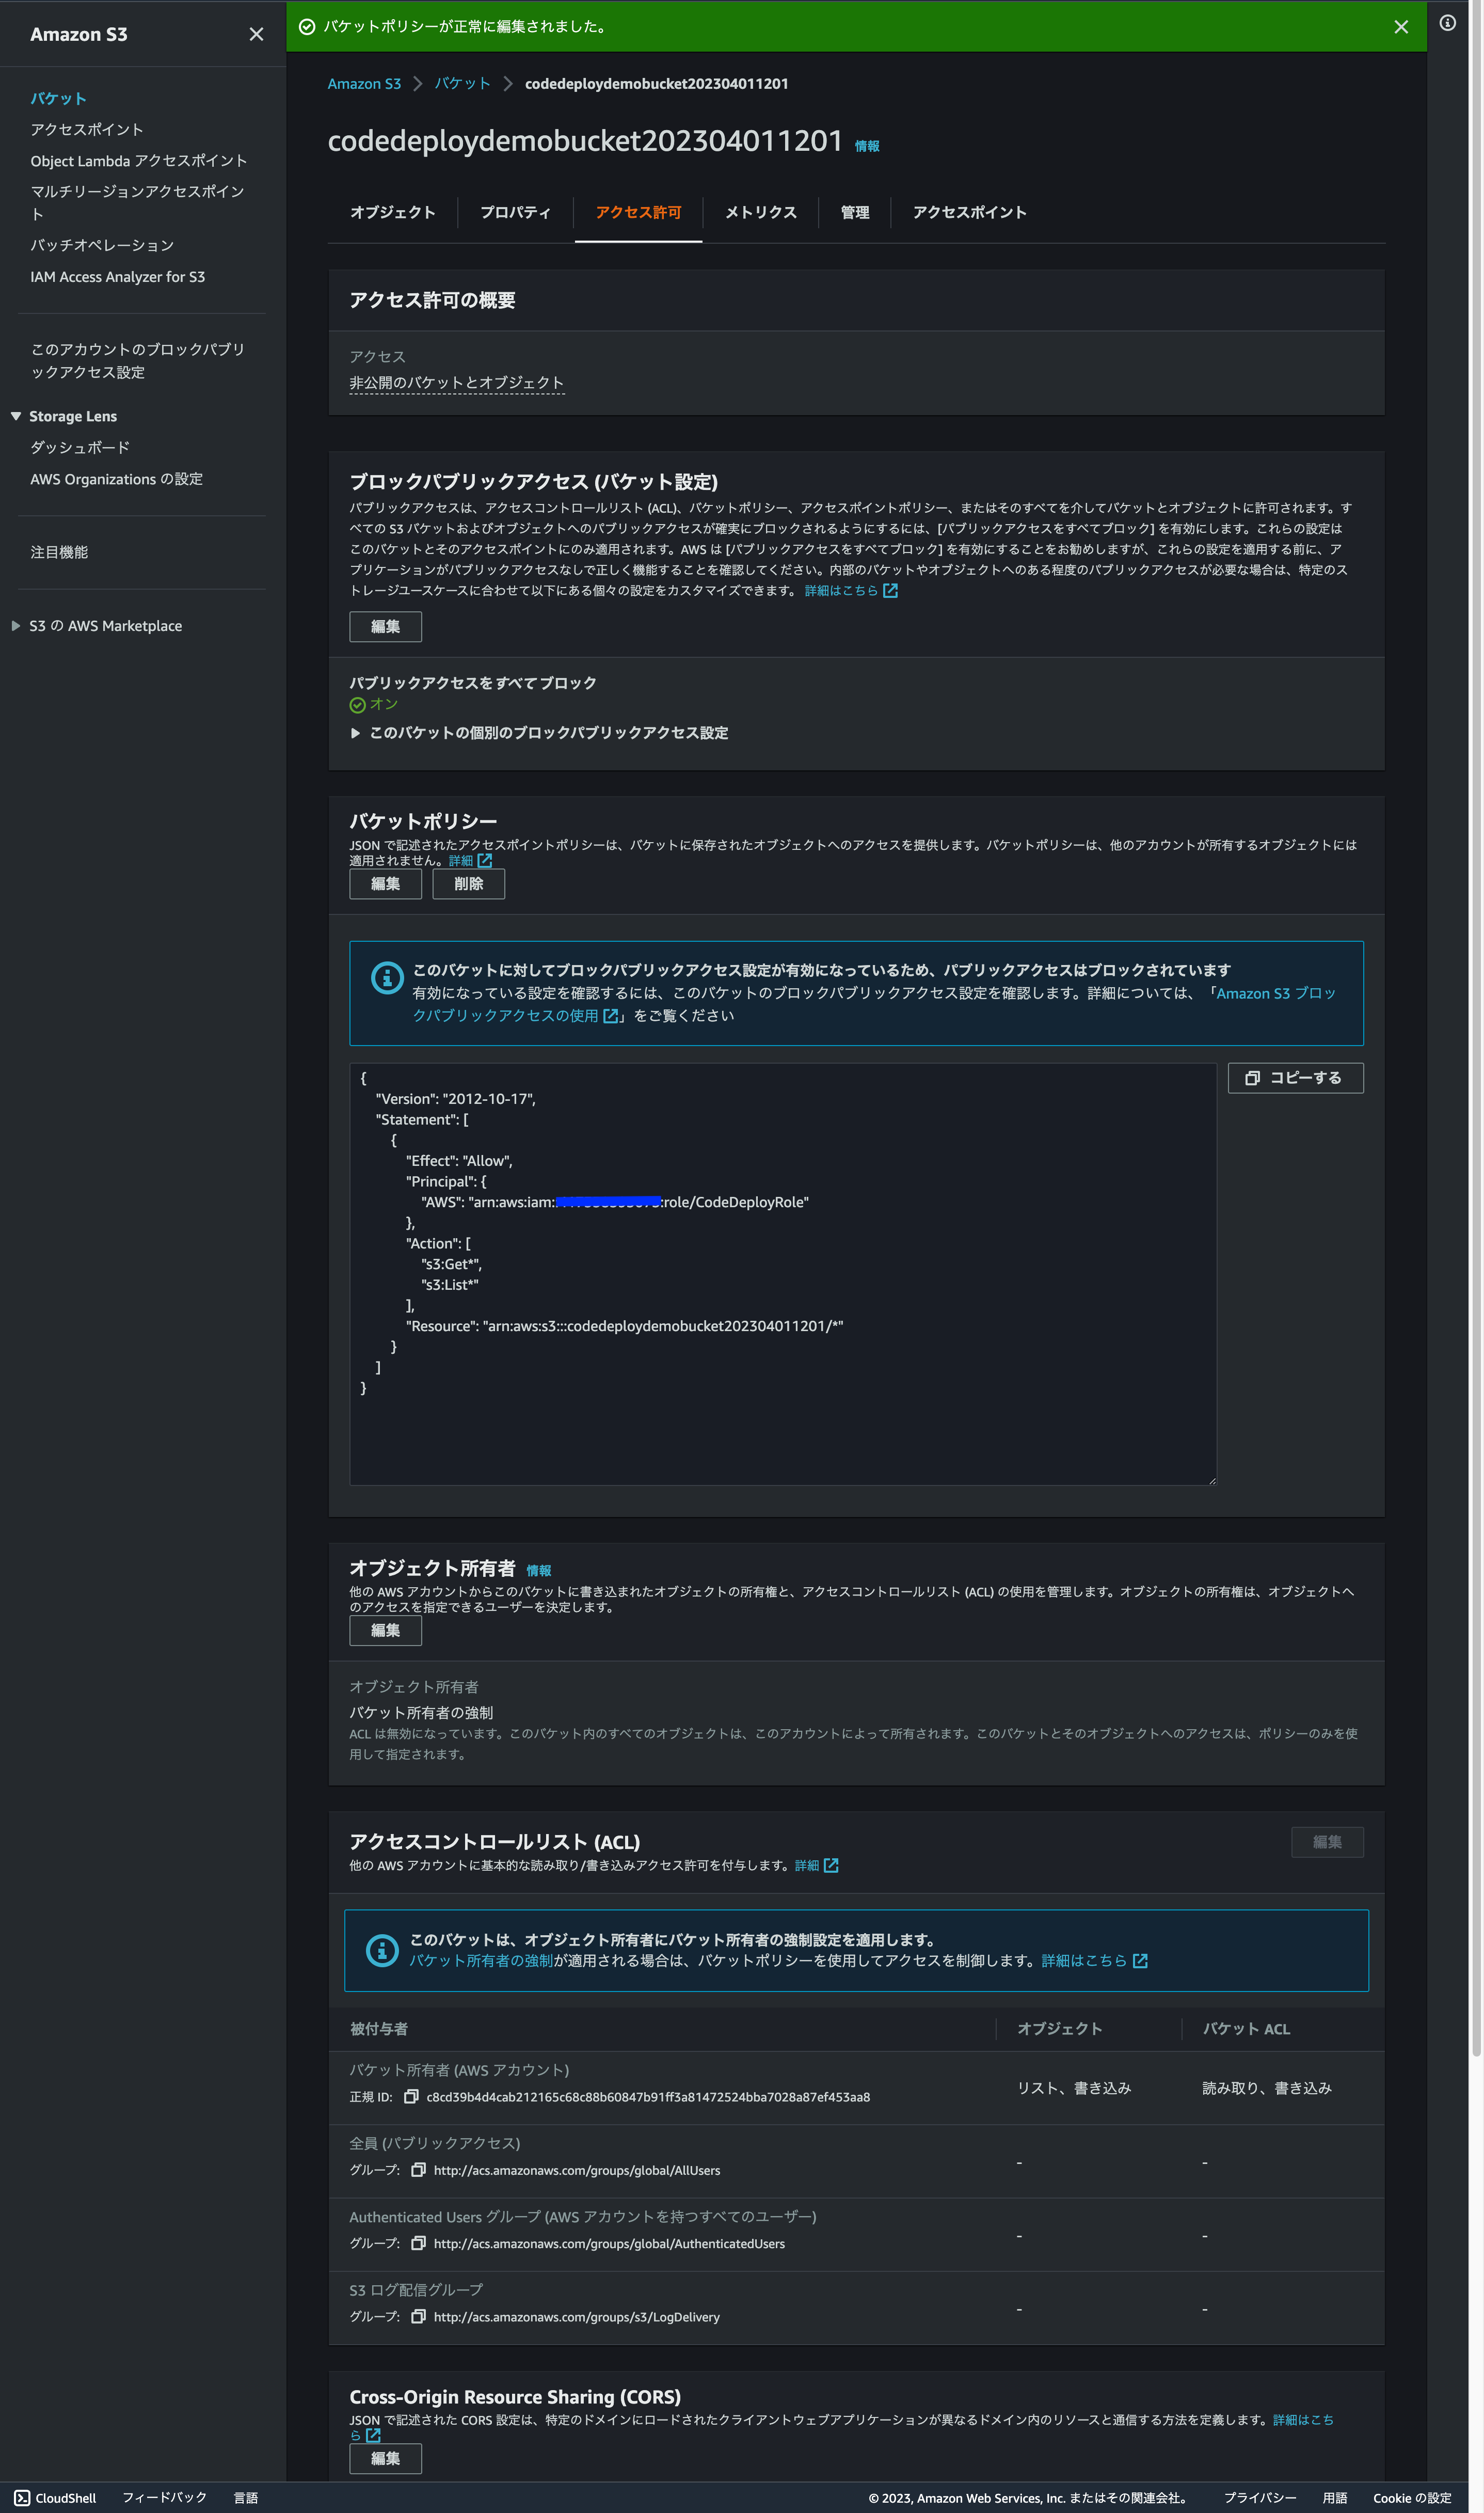 Amazon S3
バケット
アクセスポイント
Object Lambda アクセスポイント
マルチリージョンアクセスポイン
ト
バッチオペレーション
IAM Access Analyzer for S3
このアカウントのブロックパブリ
ックアクセス設定
Storage Lens
ダッシュボード
AWS Organizations の設定
注目機能
S3 の AWS Marketplace
バケットポリシーが正常に編集されました。
Amazon S3 バケット codedeploydemobucket202304011201
codedeploydemobucket202304011201 情報
オブジェクト プロパティ アクセス許可 メトリクス 管理 アクセスポイント
アクセス許可の概要
アクセス
非公開のバケットとオブジェクト
ブロックパブリックアクセス (バケット設定)
パブリックアクセスは、アクセスコントロールリスト (ACL)、バケットポリシー、アクセスポイントポリシー、またはそのすべてを介してバケットとオブジェクトに許可されます。す
べての S3 バケットおよびオブジェクトへのパブリックアクセスが確実にブロックされるようにするには、[パブリックアクセスをすべてブロック] を有効にします。これらの設定は
このバケットとそのアクセスポイントにのみ適用されます。AWS は [パブリックアクセスをすべてブロック] を有効にすることをお勧めしますが、これらの設定を適用する前に、ア
プリケーションがパブリックアクセスなしで正しく機能することを確認してください。内部のバケットやオブジェクトへのある程度のパブリックアクセスが必要な場合は、特定のス
トレージユースケースに合わせて以下にある個々の設定をカスタマイズできます。 詳細はこちら
編集
パブリックアクセスをすべてブロック
オン
このバケットの個別のブロックパブリックアクセス設定
バケットポリシー
JSON で記述されたアクセスポイントポリシーは、バケットに保存されたオブジェクトへのアクセスを提供します。バケットポリシーは、他のアカウントが所有するオブジェクトには
適用されません。詳細
編集 削除
このバケットに対してブロックパブリックアクセス設定が有効になっているため、パブリックアクセスはブロックされています
有効になっている設定を確認するには、このバケットのブロックパブリックアクセス設定を確認します。詳細については、「Amazon S3 ブロッ
クパブリックアクセスの使用」をご覧ください
コピーする
{
"Version": "2012-10-17",
"Statement": [
{
"Effect": "Allow",
"Principal": {
"AWS": "arn:aws:iam: :role/CodeDeployRole"
},
"Action": [
"s3:Get*",
"s3:List*"
],
"Resource": "arn:aws:s3:::codedeploydemobucket202304011201/*"
}
]
}
オブジェクト所有者 情報
他の AWS アカウントからこのバケットに書き込まれたオブジェクトの所有権と、アクセスコントロールリスト (ACL) の使用を管理します。オブジェクトの所有権は、オブジェクトへ
のアクセスを指定できるユーザーを決定します。
編集
オブジェクト所有者
バケット所有者の強制
ACL は無効になっています。このバケット内のすべてのオブジェクトは、このアカウントによって所有されます。このバケットとそのオブジェクトへのアクセスは、ポリシーのみを使
用して指定されます。
アクセスコントロールリスト (ACL)
編集
他の AWS アカウントに基本的な読み取り/書き込みアクセス許可を付与します。詳細
このバケットは、オブジェクト所有者にバケット所有者の強制設定を適用します。
バケット所有者の強制が適用される場合は、バケットポリシーを使用してアクセスを制御します。詳細はこちら
被付与者 オブジェクト バケット ACL
バケット所有者 (AWS アカウント)
正規 ID: c8cd39b4d4cab212165c68c88b60847b91ff3a81472524bba7028a87ef453aa8
リスト、書き込み 読み取り、書き込み
全員 (パブリックアクセス)
グループ: http://acs.amazonaws.com/groups/global/AllUsers
- -
Authenticated Users グループ (AWS アカウントを持つすべてのユーザー)
グループ: http://acs.amazonaws.com/groups/global/AuthenticatedUsers
- -
S3 ログ配信グループ
グループ: http://acs.amazonaws.com/groups/s3/LogDelivery
- -
Cross-Origin Resource Sharing (CORS)
JSON で記述された CORS 設定は、特定のドメインにロードされたクライアントウェブアプリケーションが異なるドメイン内のリソースと通信する方法を定義します。詳細はこち
ら
編集
CloudShell フィードバック 言語 © 2023, Amazon Web Services, Inc. またはその関連会社。 プライバシー 用語 Cookie の設定